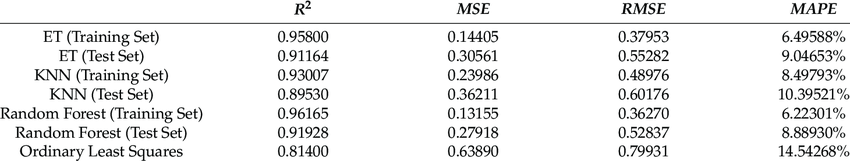 R² MSE RMSE MAPE
ET (Training Set) 0.95800 0.14405 0.37953 6.49588%
ET (Test Set) 0.91164 0.30561 0.55282 9.04653%
KNN (Training Set) 0.93007 0.23986 0.48976 8.49793%
KNN (Test Set) 0.89530 0.36211 0.60176 10.39521%
Random Forest (Training Set) 0.96165 0.13155 0.36270 6.22301%
Random Forest (Test Set) 0.91928 0.27918 0.52837 8.88930%
Ordinary Least Squares 0.81400 0.63890 0.79931 14.54268%